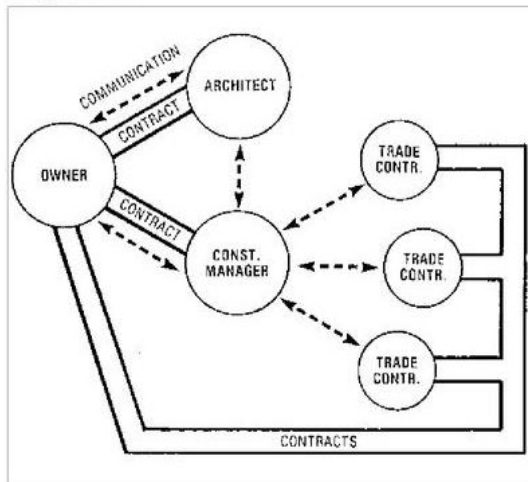 COMMUNICATION
ARCHITECT
CONTRACT
OWNER
CONTRACT
CONST.
MANAGER
TRADE
CONTR.
TRADE
CONTR.
TRADE
CONTR.
CONTRACTS